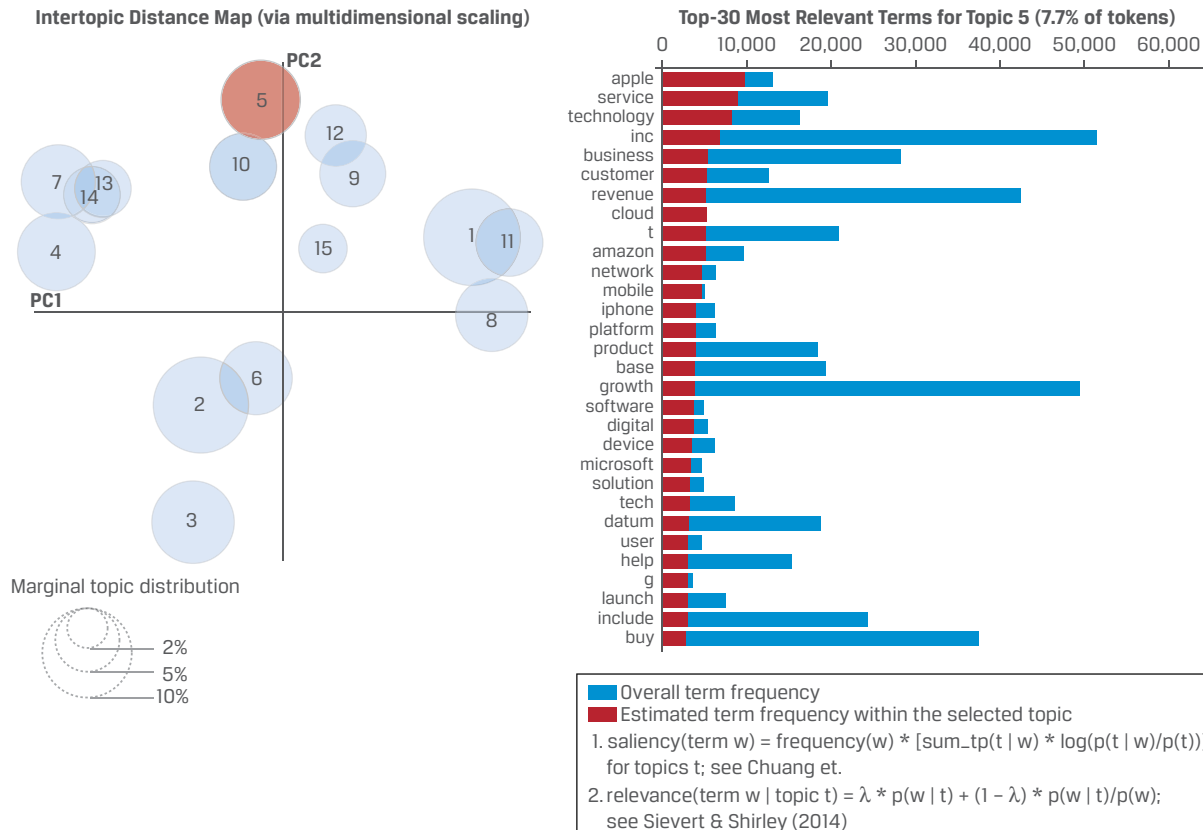 Intertopic Distance Map (via multidimensional scaling)
PC2
5
12
10
9
7
13
14
15
1
11
4
PC1
8
6
2
3
Marginal topic distribution
2%
5%
10%
Top-30 Most Relevant Terms for Topic 5 (7.7% of tokens)
0 10,000 20,000 30,000 40,000 50,000 60,000
apple
service
technology
inc
business
customer
revenue
cloud
t
amazon
network
mobile
iphone
platform
product
base
growth
software
digital
device
microsoft
solution
tech
datum
user
help
g
launch
include
buy
Overall term frequency
Estimated term frequency within the selected topic
1. saliency(term w) = frequency(w) * [sum_tp(t | w) * log(p(t | w)/p(t))]
for topics t; see Chuang et.
2. relevance(term w | topic t) = λ * p(w | t) + (1 – λ) * p(w | t)/p(w);
see Sievert & Shirley (2014)